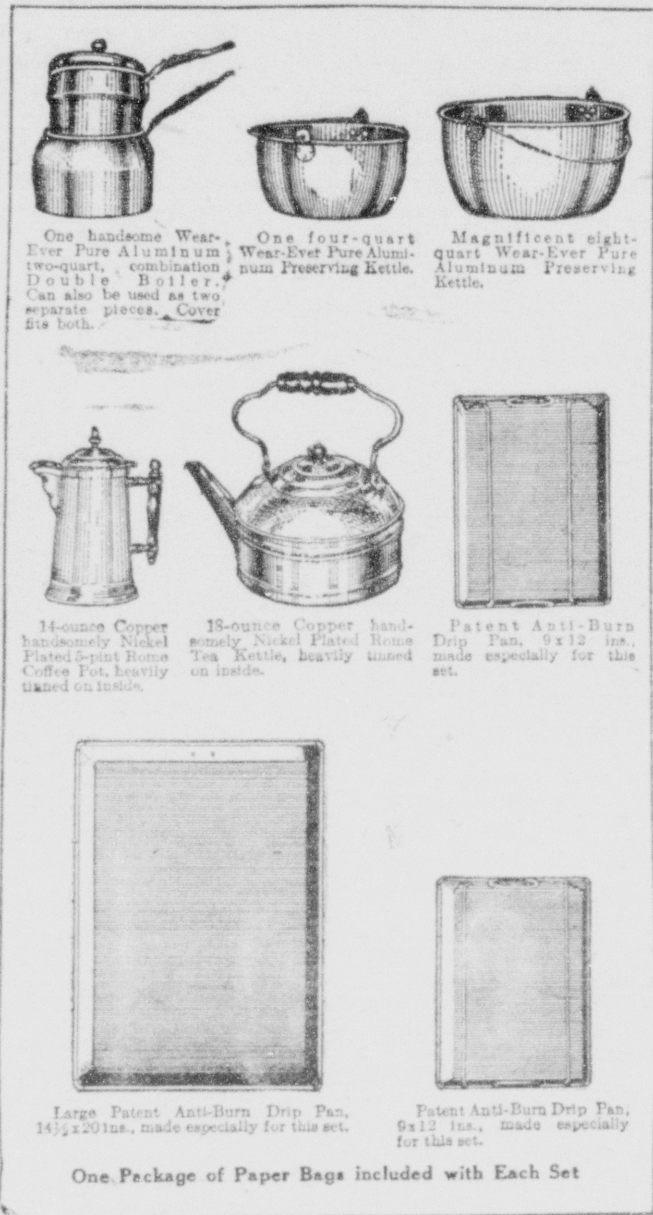 One handsome Wear-
Ever Pure Aluminum
two-quart, combination
Double Boiler.
Can also be used as two
separate pieces. Cover
fits both.
One four-quart
Wear-Ever Pure Alumi-
num Preserving Kettle.
Magnificent eight-
quart Wear-Ever Pure
Aluminum Preserving
Kettle.
14-ounce Copper
handsomely Nickel
Plated 5-pint Rome
Coffee Pot, heavily
tinned on inside.
18-ounce Copper hand-
somely Nickel Plated Rome
Tea Kettle, heavily tinned
on inside.
Patent Anti-Burn
Drip Pan, 9x12 ins.,
made especially for this
set.
Large Patent Anti-Burn Drip Pan,
14½x20 ins., made especially for this set.
Patent Anti-Burn Drip Pan,
9x12 ins., made especially
for this set.
One Package of Paper Bags included with Each Set